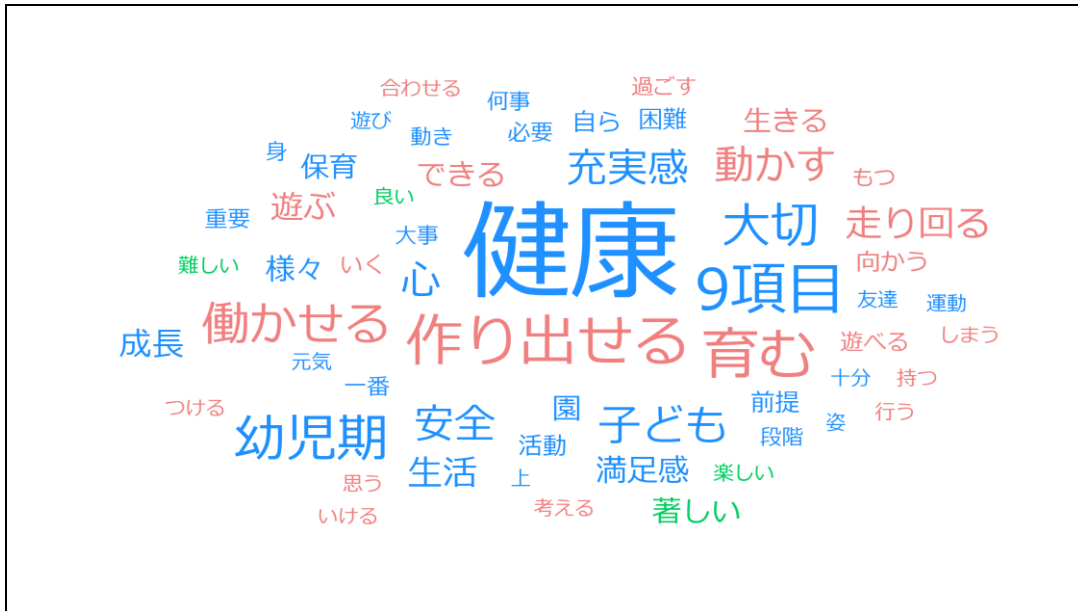 合わせる
過ごす
何事
遊び
動き
必要
自ら
困難
生きる
身
保育
できる
充実感
動かす
もつ
重要
遊ぶ
良い
大事
健康
大切
走り回る
難しい
様々
いく
心
9項目
向かう
友達
運動
成長
働かせる
作り出せる
育む
遊べる
しまう
元気
一番
十分
持つ
つける
幼児期
安全
園
子ども
前提
段階
姿
行う
活動
生活
上
満足感
楽しい
思う
いける
考える
著しい